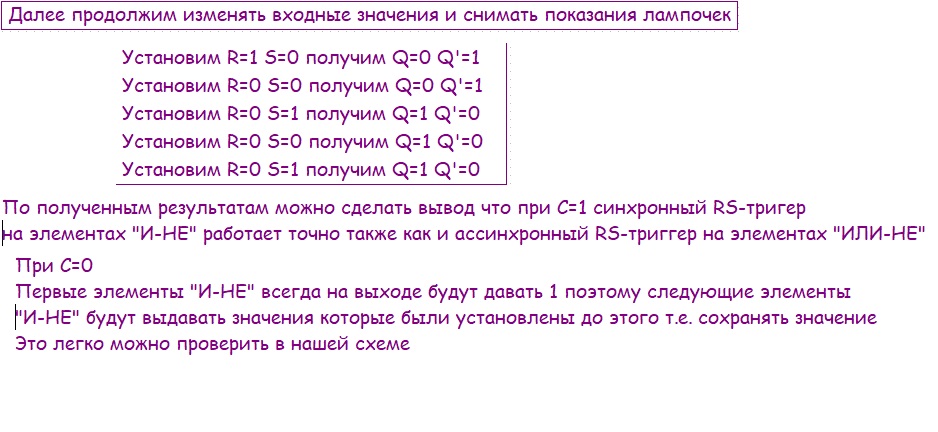 Далее продолжим изменять входные значения и снимать показания лампочек
Установим R=1 S=0 получим Q=0 Q'=1
Установим R=0 S=0 получим Q=0 Q'=1
Установим R=0 S=1 получим Q=1 Q'=0
Установим R=0 S=0 получим Q=1 Q'=0
Установим R=0 S=1 получим Q=1 Q'=0
По полученным результатам можно сделать вывод что при C=1 синхронный RS-тригер
на элементах "И-НЕ" работает точно также как и ассинхронный RS-триггер на элементах "ИЛИ-НЕ"
При C=0
Первые элементы "И-НЕ" всегда на выходе будут давать 1 поэтому следующие элементы
"И-НЕ" будут выдавать значения которые были установлены до этого т.е. сохранять значение
Это легко можно проверить в нашей схеме